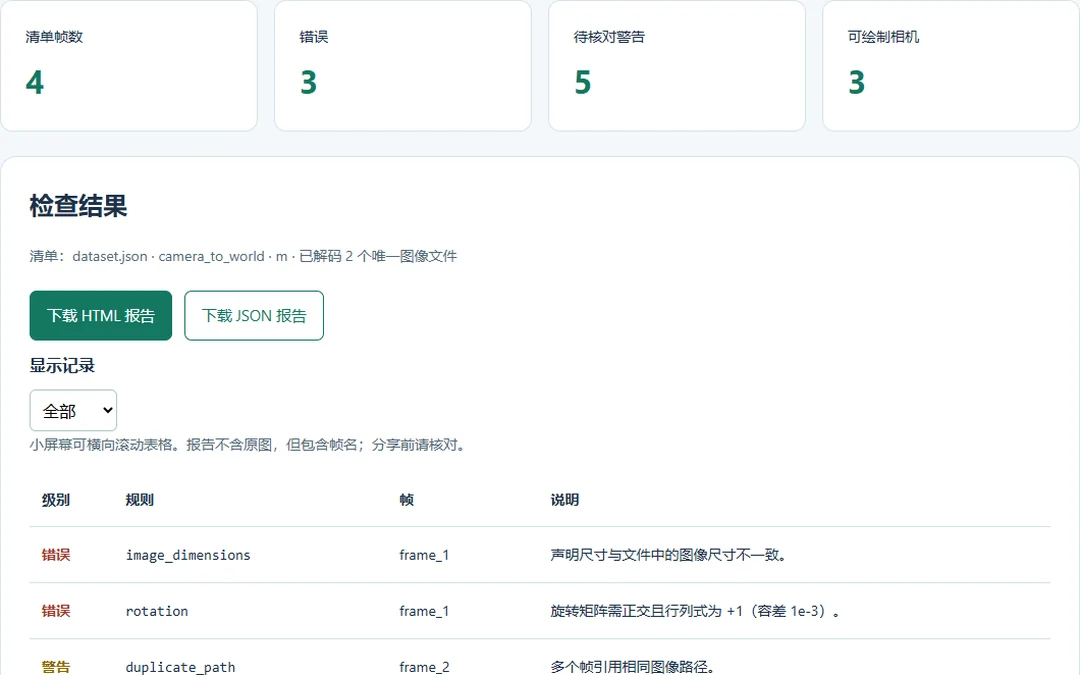 清单帧数
4
错误
3
待核对警告
5
可绘制相机
3
检查结果
清单：dataset.json · camera_to_world · m · 已解码 2 个唯一图像文件
下载 HTML 报告
下载 JSON 报告
显示记录
全部
小屏幕可横向滚动表格。报告不含原图，但包含帧名；分享前请核对。
级别 规则 帧 说明
错误 image_dimensions frame_1 声明尺寸与文件中的图像尺寸不一致。
错误 rotation frame_1 旋转矩阵需正交且行列式为 +1（容差 1e-3）。
警告 duplicate_path frame_2 多个帧引用相同图像路径。